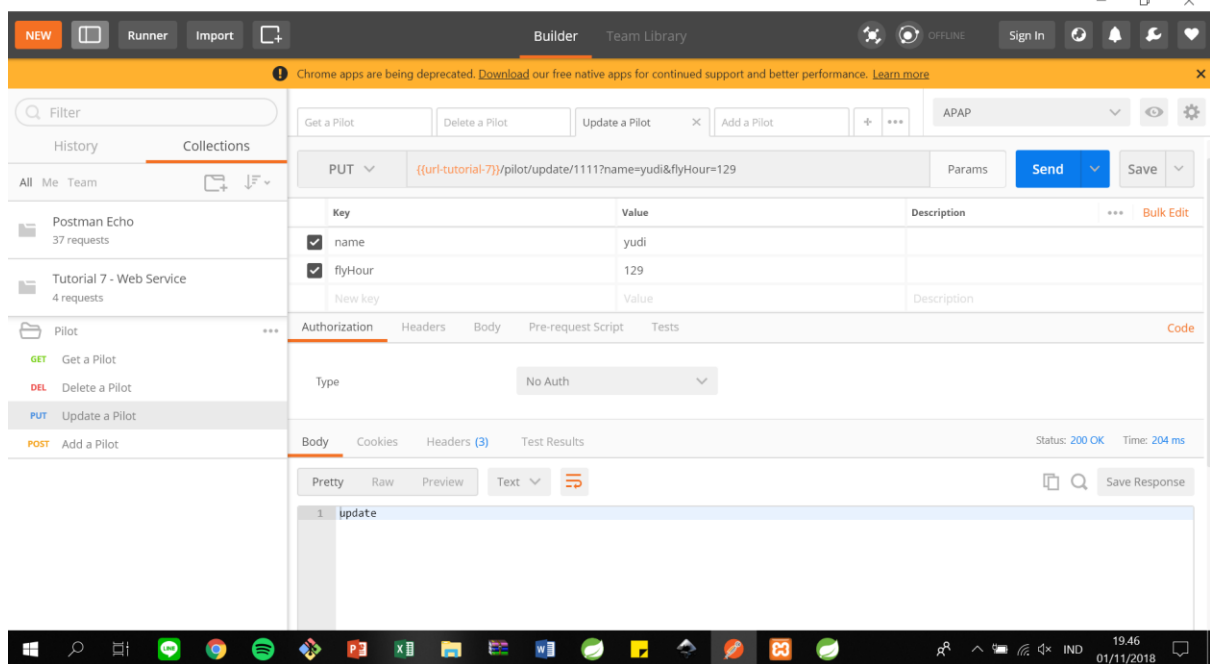 NEW Runner Import Builder Team Library OFFLINE Sign In
Chrome apps are being deprecated. Download our free native apps for continued support and better performance. Learn more
Filter
History Collections
All Me Team
Postman Echo
37 requests
Tutorial 7 - Web Service
4 requests
Pilot
GET Get a Pilot
DEL Delete a Pilot
PUT Update a Pilot
POST Add a Pilot
Get a Pilot Delete a Pilot Update a Pilot Add a Pilot APAP
PUT {{url-tutorial-7}}/pilot/update/1111?name=yudi&flyHour=129 Params Send Save
Key Value Description Bulk Edit
name yudi
flyHour 129
New key Value Description
Authorization Headers Body Pre-request Script Tests Code
Type No Auth
Body Cookies Headers (3) Test Results Status: 200 OK Time: 204 ms
Pretty Raw Preview Text Save Response
1 update
IND 19.46
01/11/2018